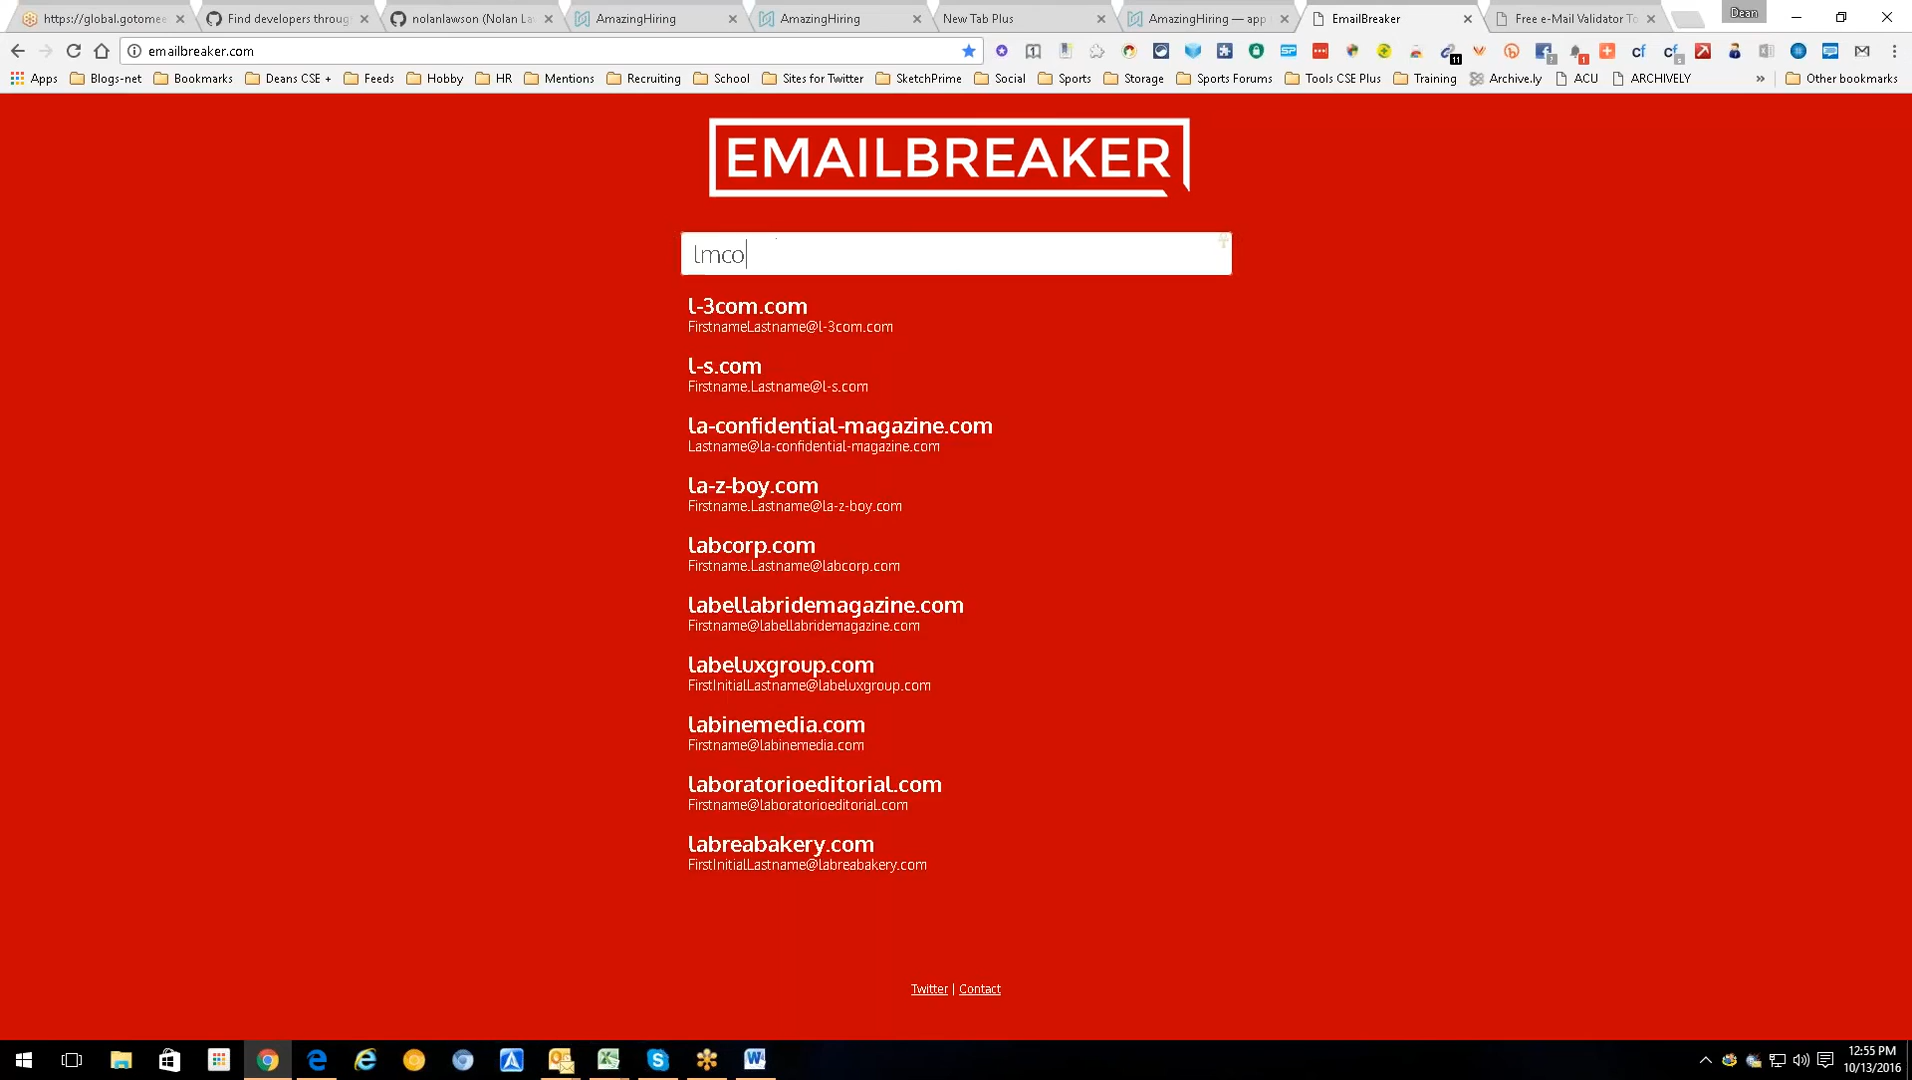 https://global.gotomee
Find developers throug
nolanlawson (Nolan La
AmazingHiring
AmazingHiring
New Tab Plus
AmazingHiring — app
EmailBreaker
Free e-Mail Validator To
Dean
emailbreaker.com
11
?
1
s
Apps
Blogs-net
Bookmarks
Deans CSE +
Feeds
Hobby
HR
Mentions
Recruiting
School
Sites for Twitter
SketchPrime
Social
Sports
Storage
Sports Forums
Tools CSE Plus
Training
Archive.ly
ACU
ARCHIVELY
»
Other bookmarks
EMAILBREAKER
lmco
l-3com.com
FirstnameLastname@l-3com.com
l-s.com
Firstname.Lastname@l-s.com
la-confidential-magazine.com
Lastname@la-confidential-magazine.com
la-z-boy.com
Firstname.Lastname@la-z-boy.com
labcorp.com
Firstname.Lastname@labcorp.com
labellabridemagazine.com
Firstname@labellabridemagazine.com
labeluxgroup.com
FirstInitialLastname@labeluxgroup.com
labinemedia.com
Firstname@labinemedia.com
laboratorioeditorial.com
Firstname@laboratorioeditorial.com
labreabakery.com
FirstInitialLastname@labreabakery.com
Twitter | Contact
12:55 PM
10/13/2016